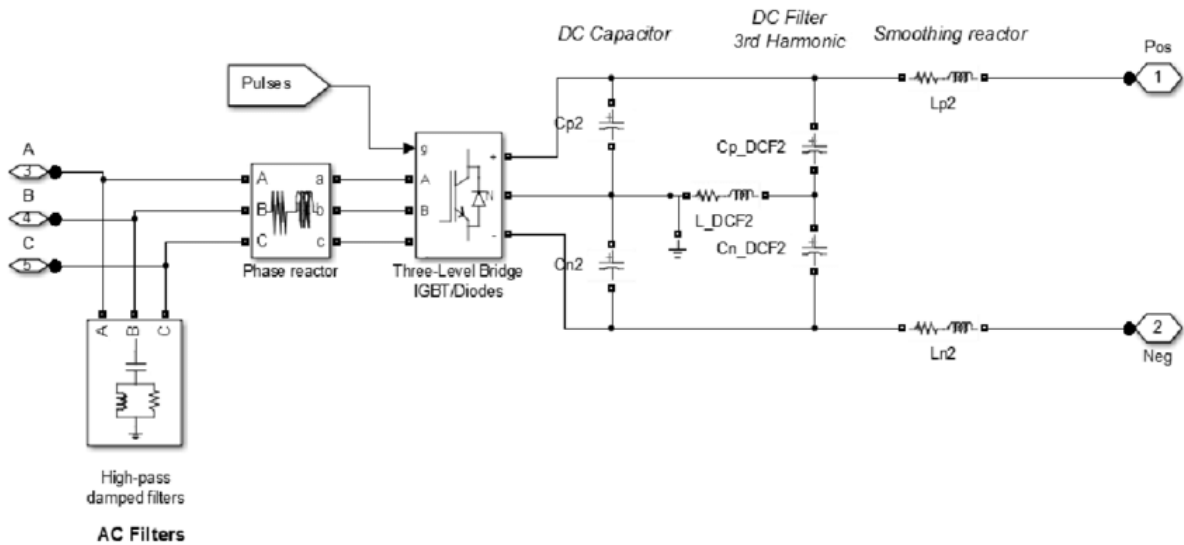 DC Capacitor
DC Filter
3rd Harmonic
Smoothing reactor
Pos
1
Pulses
Lp2
Cp2
Cp_DCF2
A
3
B
4
C
5
A
B
C
a
b
c
Phase reactor
g
A
B
+
N
-
Three-Level Bridge
IGBT/Diodes
L_DCF2
Cn2
Cn_DCF2
Ln2
2
Neg
A
B
C
High-pass
damped filters
AC Filters